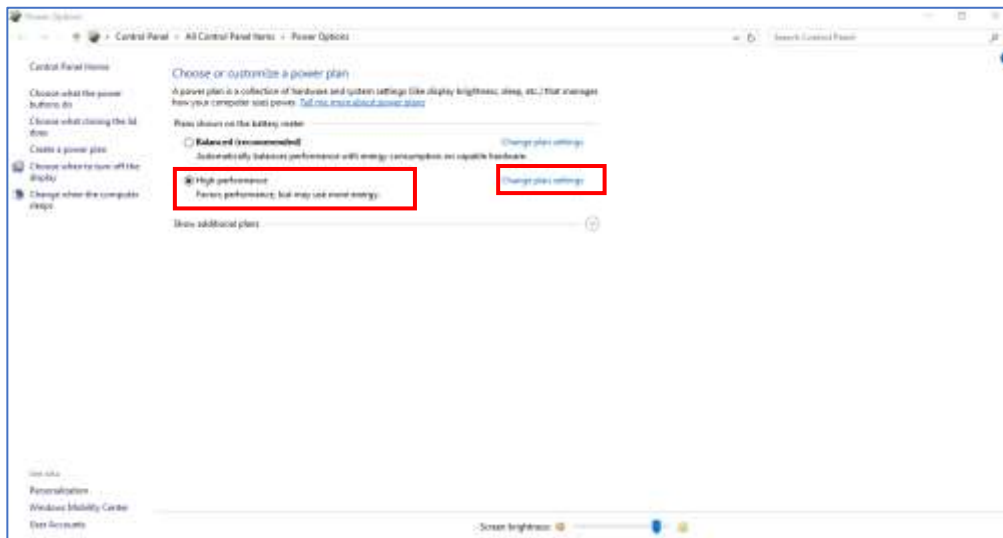 Power Options
Control Panel › All Control Panel Items › Power Options
Search Control Panel
Control Panel Home
Choose what the power
buttons do
Choose what closing the lid
does
Create a power plan
Choose when to turn off the
display
Change when the computer
sleeps
Choose or customize a power plan
A power plan is a collection of hardware and system settings (like display brightness, sleep, etc.) that manages
how your computer uses power. Tell me more about power plans
Plans shown on the battery meter
Balanced (recommended) Change plan settings
Automatically balances performance with energy consumption on capable hardware.
High performance Change plan settings
Favors performance, but may use more energy.
Show additional plans
See also
Personalization
Windows Mobility Center
User Accounts
Screen brightness: